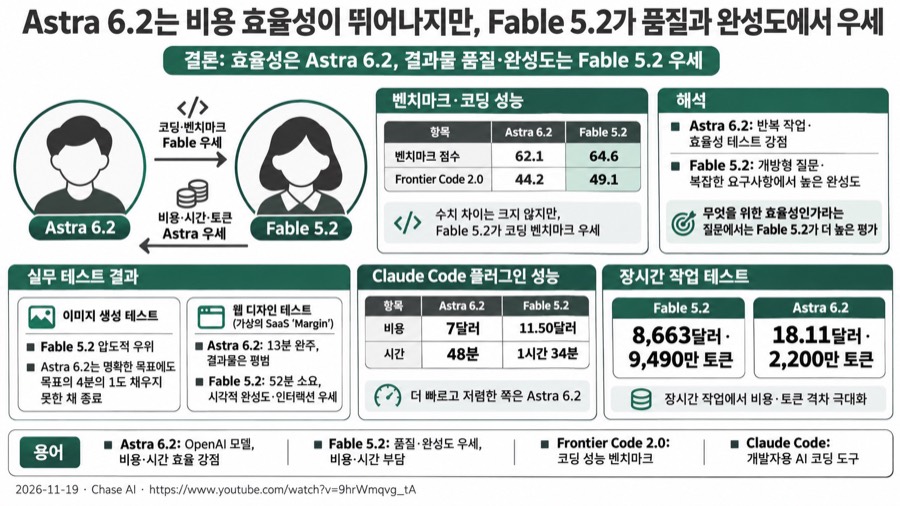 Astra 6.2는 비용 효율성이 뛰어나지만, Fable 5.2가 품질과 완성도에서 우세
결론: 효율성은 Astra 6.2, 결과물 품질·완성도는 Fable 5.2 우세
</>
코딩·벤치마크
Fable 우세
비용·시간·토큰
Astra 우세
Astra 6.2
Fable 5.2
벤치마크·코딩 성능
항목 Astra 6.2 Fable 5.2
벤치마크 점수 62.1 64.6
Frontier Code 2.0 44.2 49.1
</>
수치 차이는 크지 않지만,
Fable 5.2가 코딩 벤치마크 우세
해석
Astra 6.2: 반복 작업·
효율성 테스트 강점
Fable 5.2: 개방형 질문·
복잡한 요구사항에서 높은 완성도
무엇을 위한 효율성인가라는
질문에서는 Fable 5.2가 더 높은 평가
실무 테스트 결과
이미지 생성 테스트
Fable 5.2 압도적 우위
Astra 6.2는 명확한 목표에도
목표의 4분의 1도 채우지
못한 채 종료
웹 디자인 테스트
(가상의 SaaS ‘Margin’)
Astra 6.2: 13분 완주,
결과물은 평범
Fable 5.2: 52분 소요,
시각적 완성도·인터랙션 우세
Claude Code 플러그인 성능
항목 Astra 6.2 Fable 5.2
비용 7달러 11.50달러
시간 48분 1시간 34분
더 빠르고 저렴한 쪽은 Astra 6.2
장시간 작업 테스트
Fable 5.2
8,663달러·
9,490만 토큰
Astra 6.2
18.11달러·
2,200만 토큰
장시간 작업에서 비용·토큰 격차 극대화
용어
Astra 6.2: OpenAI 모델,
비용·시간 효율 강점
Fable 5.2: 품질·완성도 우세,
비용·시간 부담
Frontier Code 2.0:
코딩 성능 벤치마크
Claude Code:
개발자용 AI 코딩 도구
2026-11-19 · Chase AI · https://www.youtube.com/watch?v=9hrWmqvg_tA